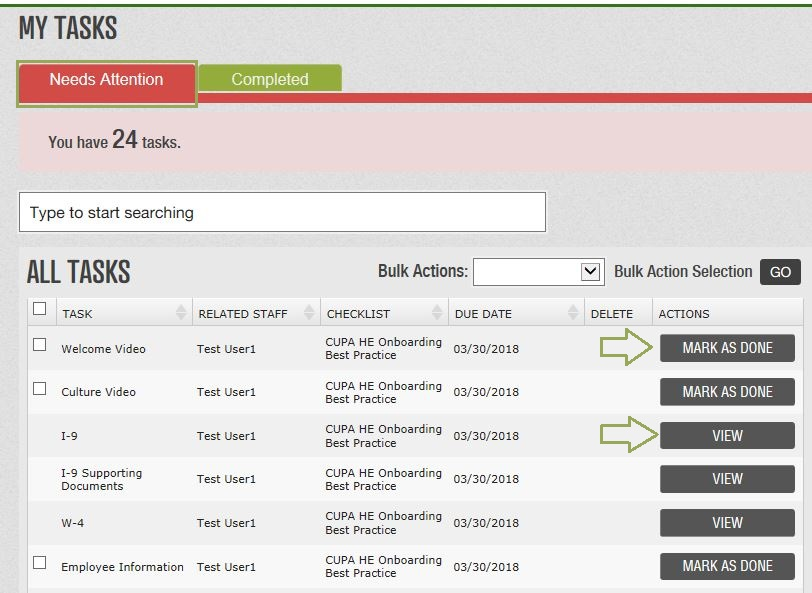 MY TASKS
Needs Attention Completed
You have 24 tasks.
Type to start searching
ALL TASKS Bulk Actions: Bulk Action Selection GO
TASK RELATED STAFF CHECKLIST DUE DATE DELETE ACTIONS
Welcome Video Test User1 CUPA HE Onboarding Best Practice 03/30/2018 MARK AS DONE
Culture Video Test User1 CUPA HE Onboarding Best Practice 03/30/2018 MARK AS DONE
I-9 Test User1 CUPA HE Onboarding Best Practice 03/30/2018 VIEW
I-9 Supporting Documents Test User1 CUPA HE Onboarding Best Practice 03/30/2018 VIEW
W-4 Test User1 CUPA HE Onboarding Best Practice 03/30/2018 VIEW
Employee Information Test User1 CUPA HE Onboarding Best Practice 03/30/2018 MARK AS DONE